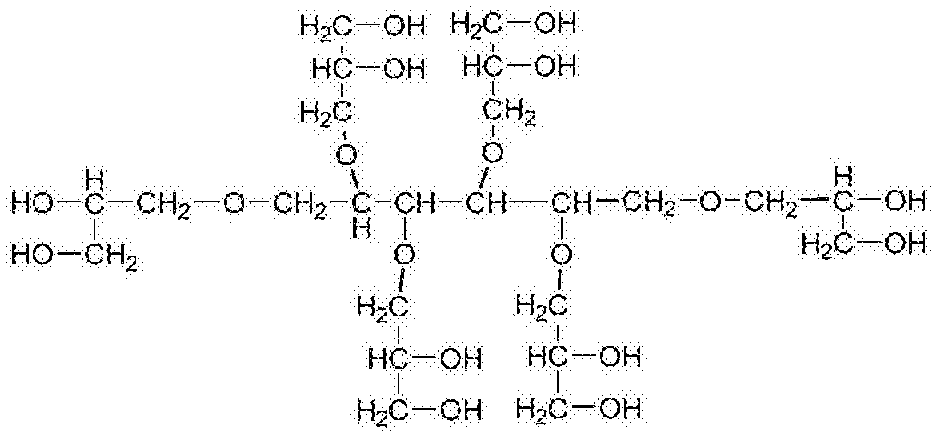 H₂C—OH H₂C—OH
HC—OH HC—OH
H₂C CH₂
O O
H H
HO—C—CH₂—O—CH₂—C—CH—CH—CH—CH₂—O—CH₂—C—OH
H
HO—CH₂ O O H₂C—OH
H₂C H₂C
HC—OH HC—OH
H₂C—OH H₂C—OH